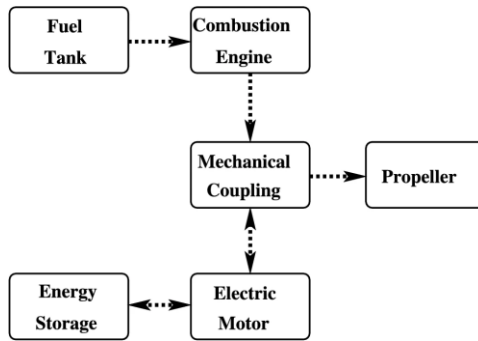 Fuel
Tank
Combustion
Engine
Mechanical
Coupling
Propeller
Energy
Storage
Electric
Motor